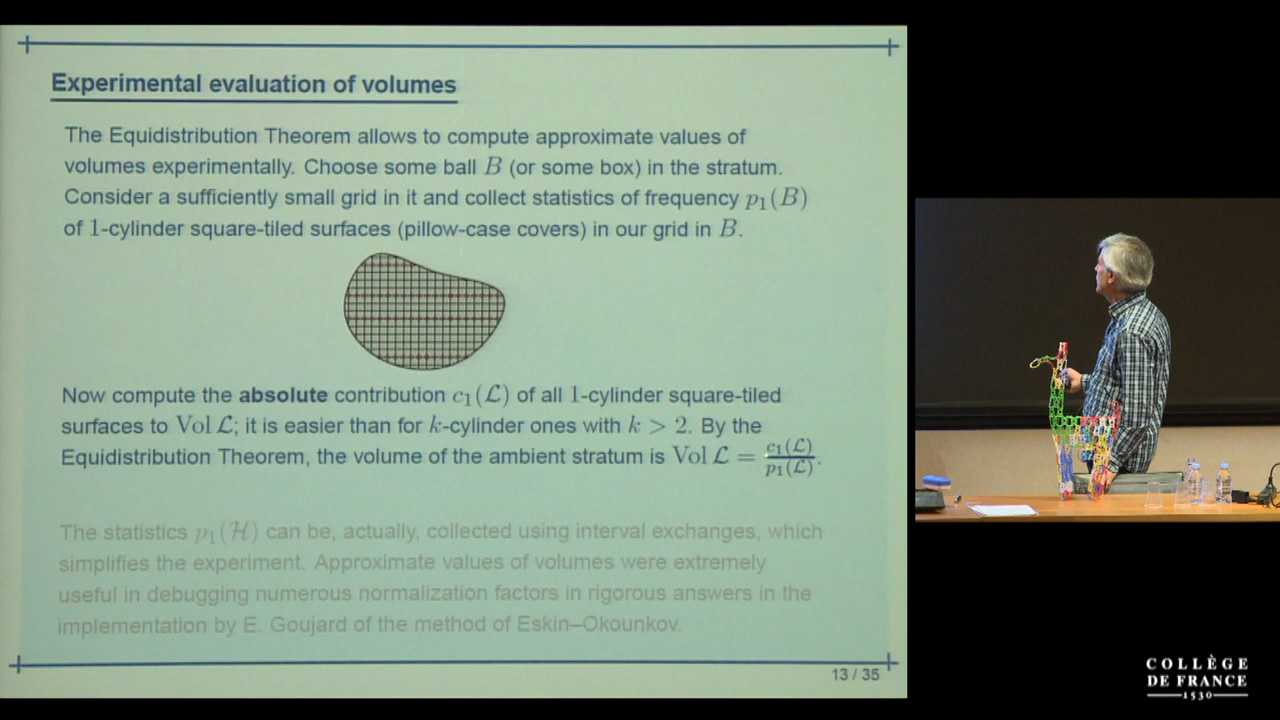 Experimental evaluation of volumes
The Equidistribution Theorem allows to compute approximate values of
volumes experimentally. Choose some ball B (or some box) in the stratum.
Consider a sufficiently small grid in it and collect statistics of frequency p₁(B)
of 1-cylinder square-tiled surfaces (pillow-case covers) in our grid in B.
Now compute the absolute contribution c₁(ℒ) of all 1-cylinder square-tiled
surfaces to Vol ℒ; it is easier than for k-cylinder ones with k > 2. By the
Equidistribution Theorem, the volume of the ambient stratum is Vol ℒ = c₁(ℒ)/p₁(ℒ).
The statistics p₁(ℋ) can be, actually, collected using interval exchanges, which
simplifies the experiment. Approximate values of volumes were extremely
useful in debugging numerous normalization factors in rigorous answers in the
implementation by E. Goujard of the method of Eskin–Okounkov.
13 / 35
COLLÈGE
DE FRANCE
1530